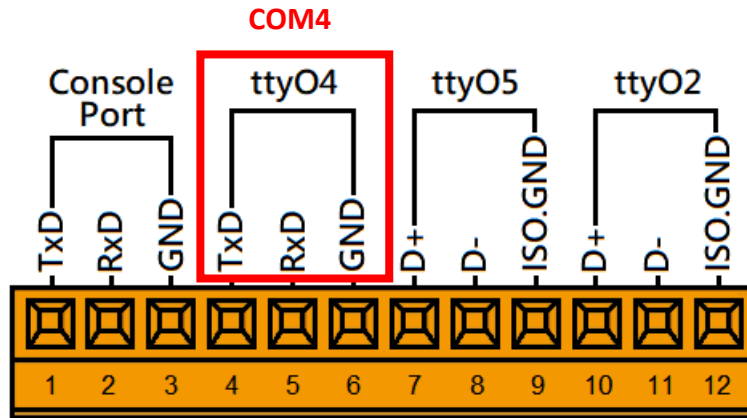 COM4
Console Port
ttyO4
ttyO5
ttyO2
TxD
RxD
GND
TxD
RxD
GND
D+
D-
ISO.GND
D+
D-
ISO.GND
1 2 3 4 5 6 7 8 9 10 11 12